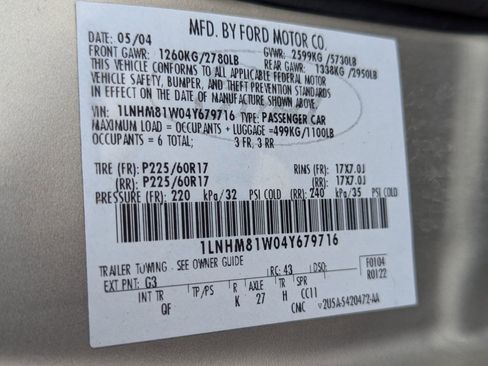 MFD. BY FORD MOTOR CO.
DATE: 05/04 GVWR: 2599KG/5730LB
FRONT GAWR: 1260KG/2780LB REAR GAWR: 1338KG/2950LB
THIS VEHICLE CONFORMS TO ALL APPLICABLE FEDERAL MOTOR
VEHICLE SAFETY, BUMPER, AND THEFT PREVENTION STANDARDS
IN EFFECT ON THE DATE OF MANUFACTURE SHOWN ABOVE.
VIN: 1LNHM81W04Y679716 TYPE: PASSENGER CAR
MAXIMUM LOAD = OCCUPANTS + LUGGAGE =499KG/1100LB
OCCUPANTS = 6 TOTAL; 3 FR, 3 RR
TIRE (FR): P225/60R17 RIMS (FR): 17X7.0J
(RR): P225/60R17 (RR): 17X7.0J
PRESSURE (FR): 220 kPa/32 PSI COLD (RR): 240 kPa/35 PSI COLD
1LNHM81W04Y679716
TRAILER TOWING - SEE OWNER GUIDE F0104
EXT PNT: G3 RC: 43 DSO: R0122
INT TR TP/PS R AXLE TR SPR
QF K 27 H CC11
CMC V2U5A-5420472-AA